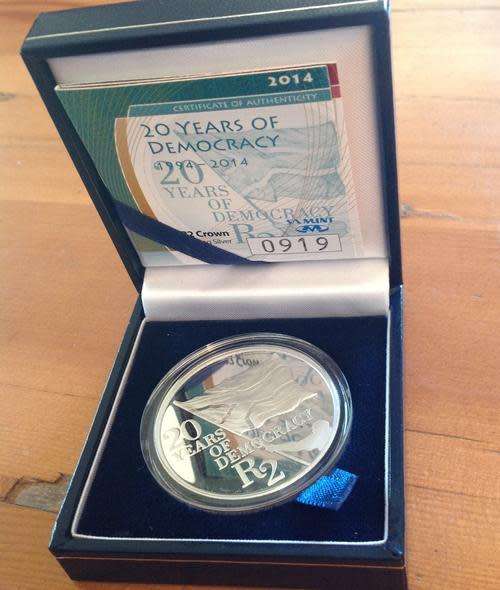 2014
CERTIFICATE OF AUTHENTICITY
20 YEARS OF
DEMOCRACY
1994 – 2014
20
YEARS
OF
DEMOCRACY
SA MINT
Crown
Silver
0919
20
YEARS
OF
DEMOCRACY
R2